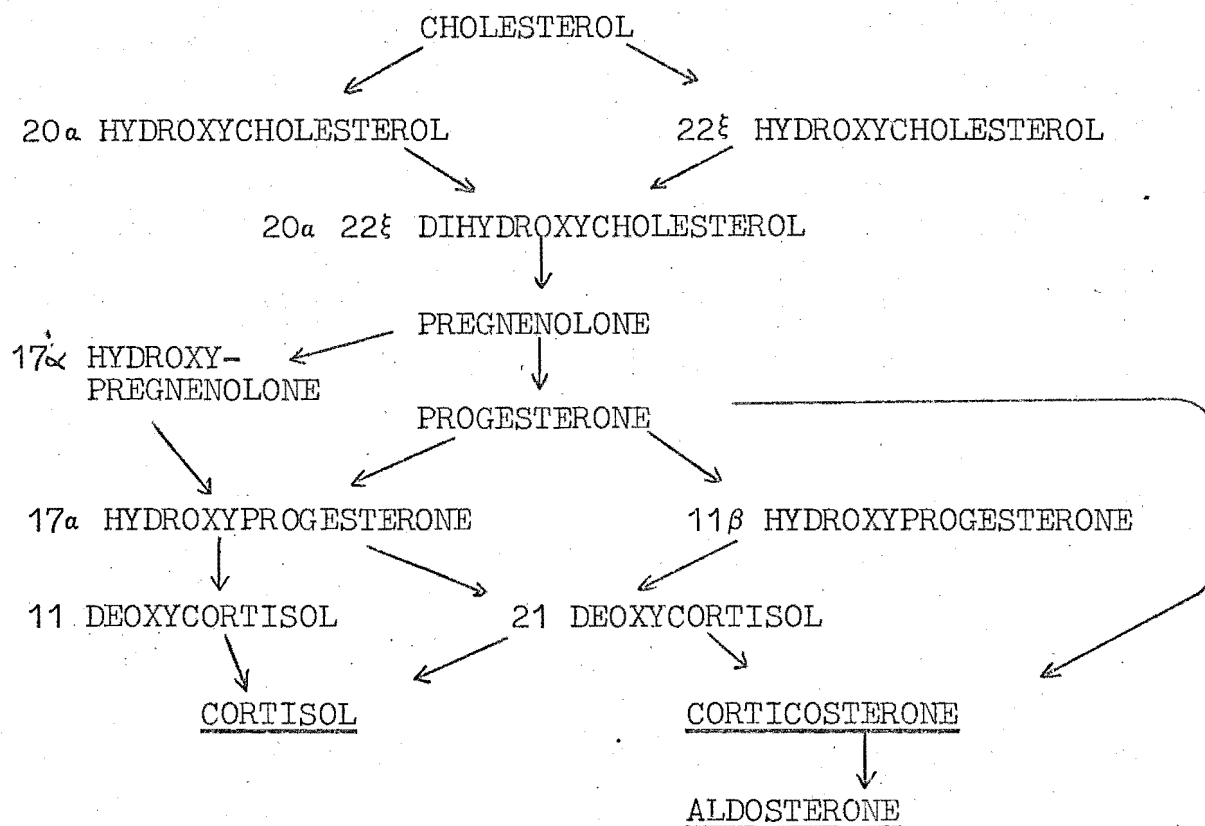 CHOLESTEROL
20α HYDROXYCHOLESTEROL 22ξ HYDROXYCHOLESTEROL
20α 22ξ DIHYDROXYCHOLESTEROL
PREGNENOLONE
17α HYDROXY-
PREGNENOLONE
PROGESTERONE
17α HYDROXYPROGESTERONE 11β HYDROXYPROGESTERONE
11 DEOXYCORTISOL 21 DEOXYCORTISOL
CORTISOL CORTICOSTERONE
ALDOSTERONE